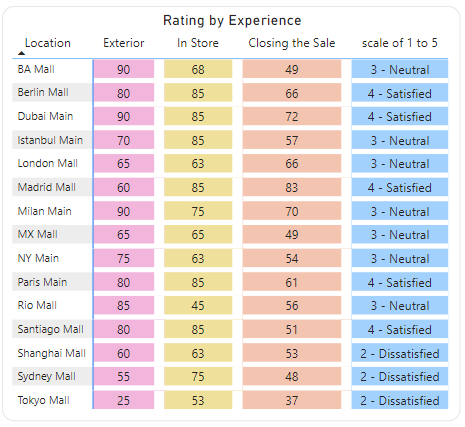 Rating by Experience
Location Exterior In Store Closing the Sale scale of 1 to 5
BA Mall 90 68 49 3 - Neutral
Berlin Mall 80 85 66 4 - Satisfied
Dubai Main 90 85 72 4 - Satisfied
Istanbul Main 70 85 57 3 - Neutral
London Mall 65 63 66 3 - Neutral
Madrid Mall 60 85 83 4 - Satisfied
Milan Main 90 75 70 3 - Neutral
MX Mall 65 65 49 3 - Neutral
NY Main 75 63 54 3 - Neutral
Paris Main 80 85 61 4 - Satisfied
Rio Mall 85 45 56 3 - Neutral
Santiago Mall 80 85 51 4 - Satisfied
Shanghai Mall 60 63 53 2 - Dissatisfied
Sydney Mall 55 75 48 2 - Dissatisfied
Tokyo Mall 25 53 37 2 - Dissatisfied